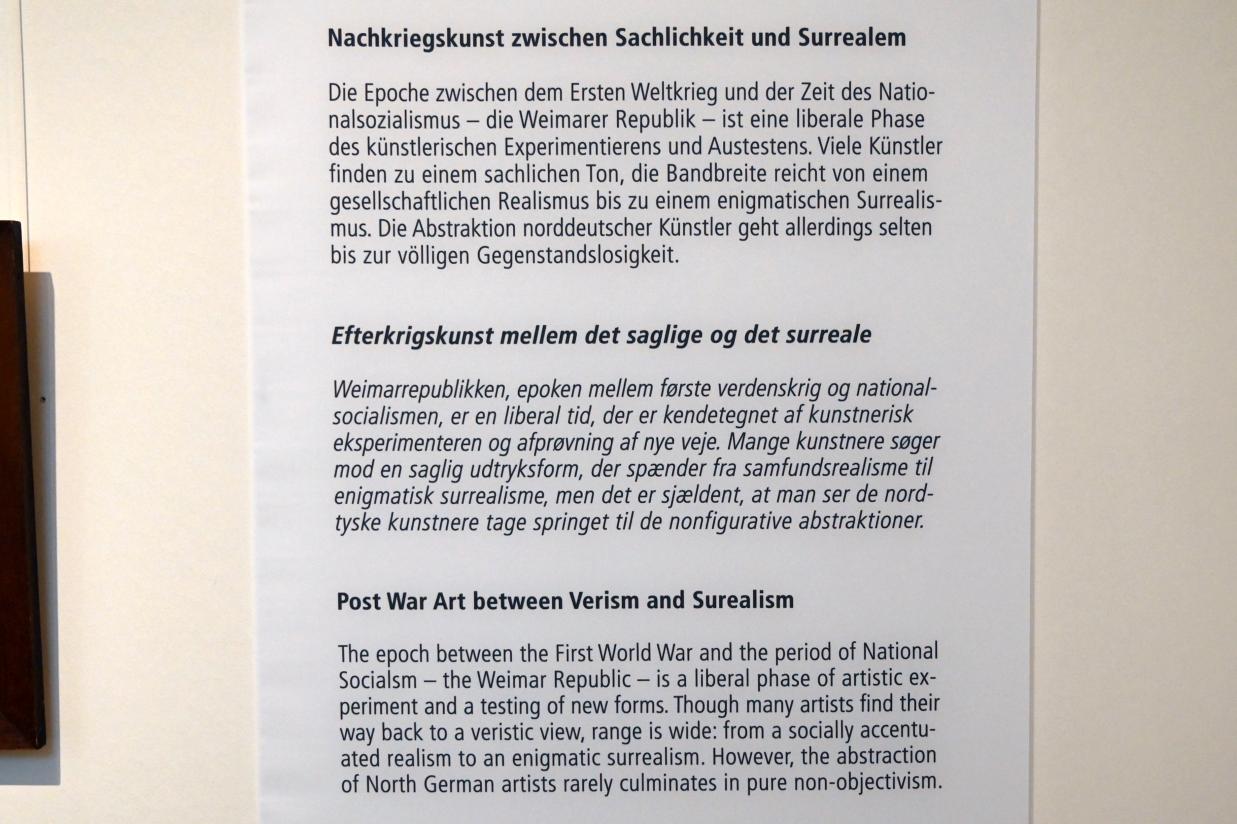 Nachkriegskunst zwischen Sachlichkeit und Surrealem
Die Epoche zwischen dem Ersten Weltkrieg und der Zeit des Natio-
nalsozialismus – die Weimarer Republik – ist eine liberale Phase
des künstlerischen Experimentierens und Austestens. Viele Künstler
finden zu einem sachlichen Ton, die Bandbreite reicht von einem
gesellschaftlichen Realismus bis zu einem enigmatischen Surrealis-
mus. Die Abstraktion norddeutscher Künstler geht allerdings selten
bis zur völligen Gegenstandslosigkeit.
Efterkrigskunst mellem det saglige og det surreale
Weimarrepublikken, epoken mellem første verdenskrig og national-
socialismen, er en liberal tid, der er kendetegnet af kunstnerisk
eksperimenteren og afprøvning af nye veje. Mange kunstnere søger
mod en saglig udtryksform, der spænder fra samfundsrealisme til
enigmatisk surrealisme, men det er sjældent, at man ser de nord-
tyske kunstnere tage springet til de nonfigurative abstraktioner.
Post War Art between Verism and Surealism
The epoch between the First World War and the period of National
Socialsm – the Weimar Republic – is a liberal phase of artistic ex-
periment and a testing of new forms. Though many artists find their
way back to a veristic view, range is wide: from a socially accentu-
ated realism to an enigmatic surrealism. However, the abstraction
of North German artists rarely culminates in pure non-objectivism.